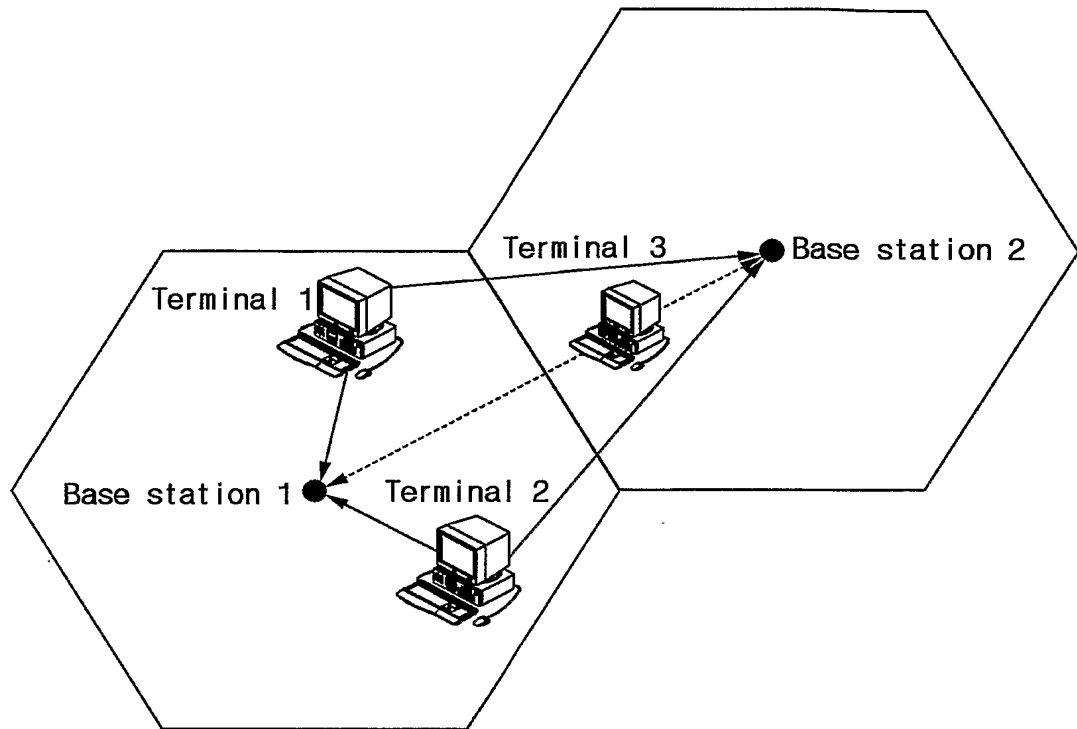 Terminal 3
Base station 2
Terminal 1
Base station 1
Terminal 2